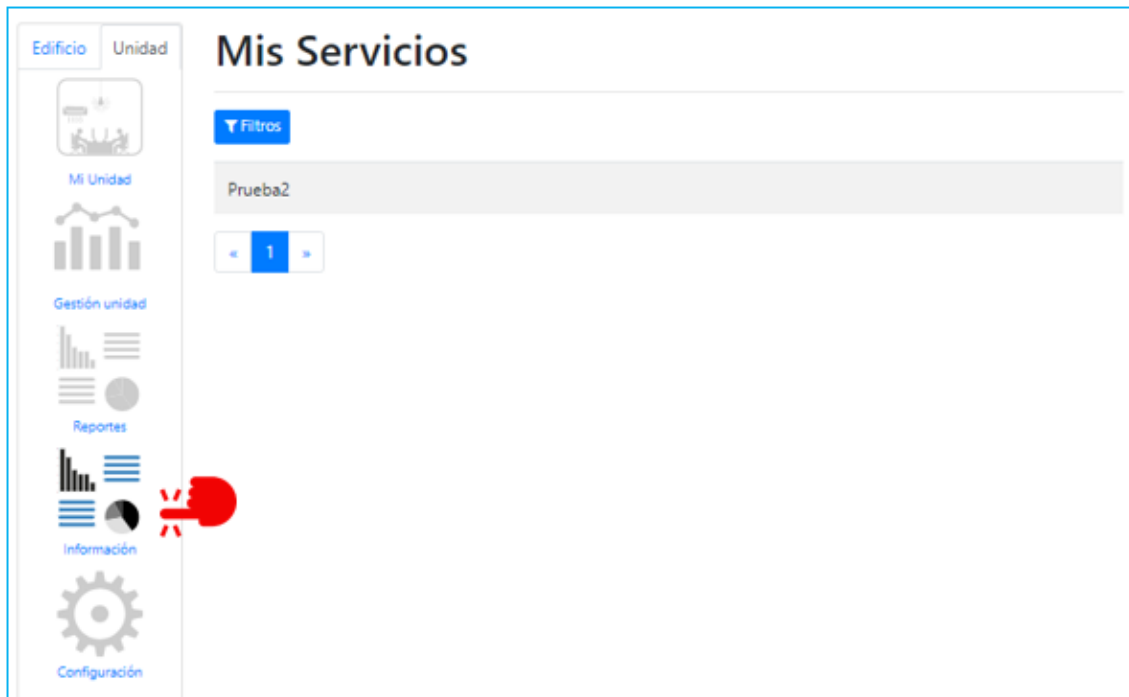 Edificio
Unidad
Mi Unidad
Gestión unidad
Reportes
Información
Configuración
Mis Servicios
Filtros
Prueba2
« 1 »